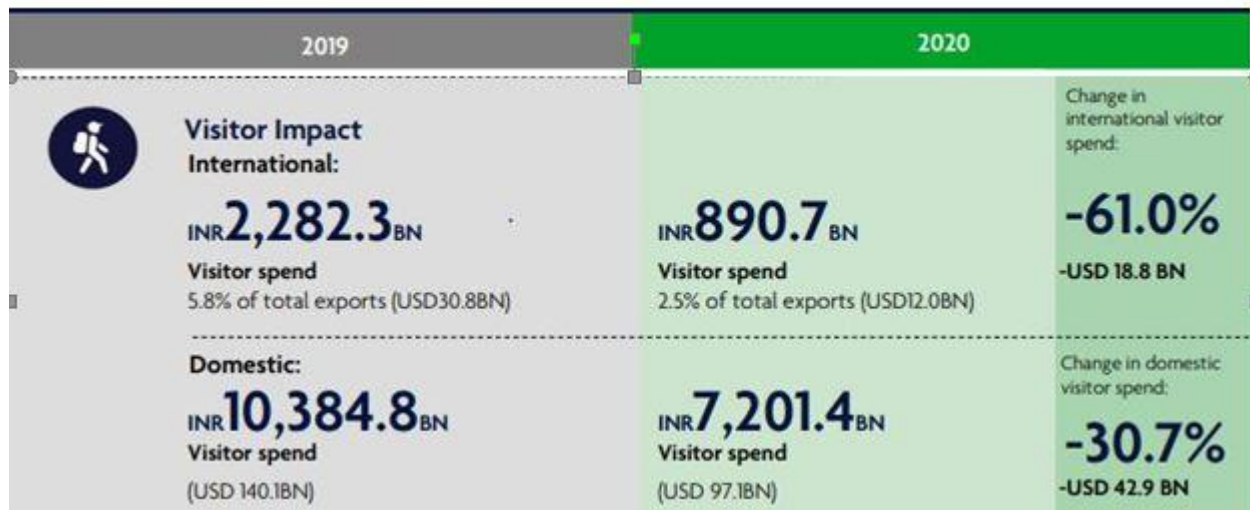 2019
2020
Visitor Impact
International:
INR2,282.3BN
Visitor spend
5.8% of total exports (USD30.8BN)
INR890.7BN
Visitor spend
2.5% of total exports (USD12.0BN)
Change in
international visitor
spend:
-61.0%
-USD 18.8 BN
Domestic:
INR10,384.8BN
Visitor spend
(USD 140.1BN)
INR7,201.4BN
Visitor spend
(USD 97.1BN)
Change in domestic
visitor spend:
-30.7%
-USD 42.9 BN